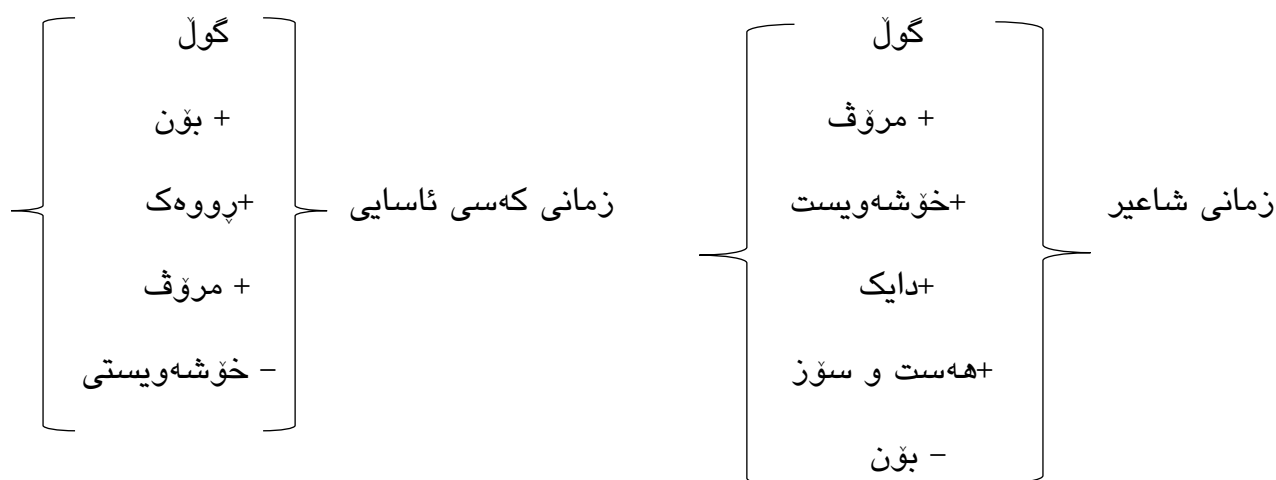 زمانی شاعیر
گوڵ
+ مرۆڤ
+خۆشەویست
+دایک
+هەست و سۆز
– بۆن
زمانی کەسی ئاسایی
گوڵ
+ بۆن
+ڕووەک
+ مرۆڤ
– خۆشەویستی